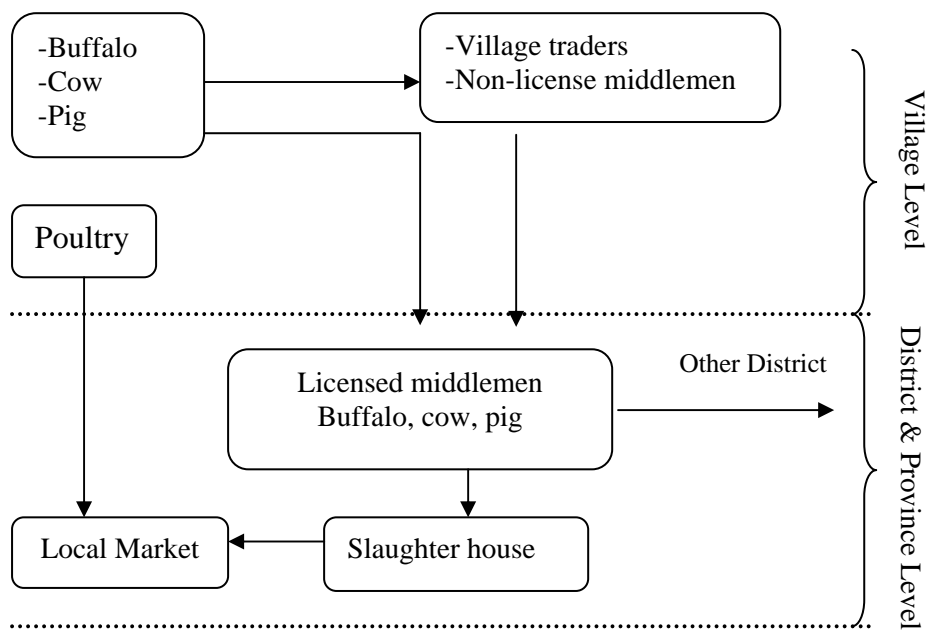 -Buffalo
-Cow
-Pig
-Village traders
-Non-license middlemen
Village Level
Poultry
Licensed middlemen
Buffalo, cow, pig
Other District
District & Province Level
Local Market
Slaughter house